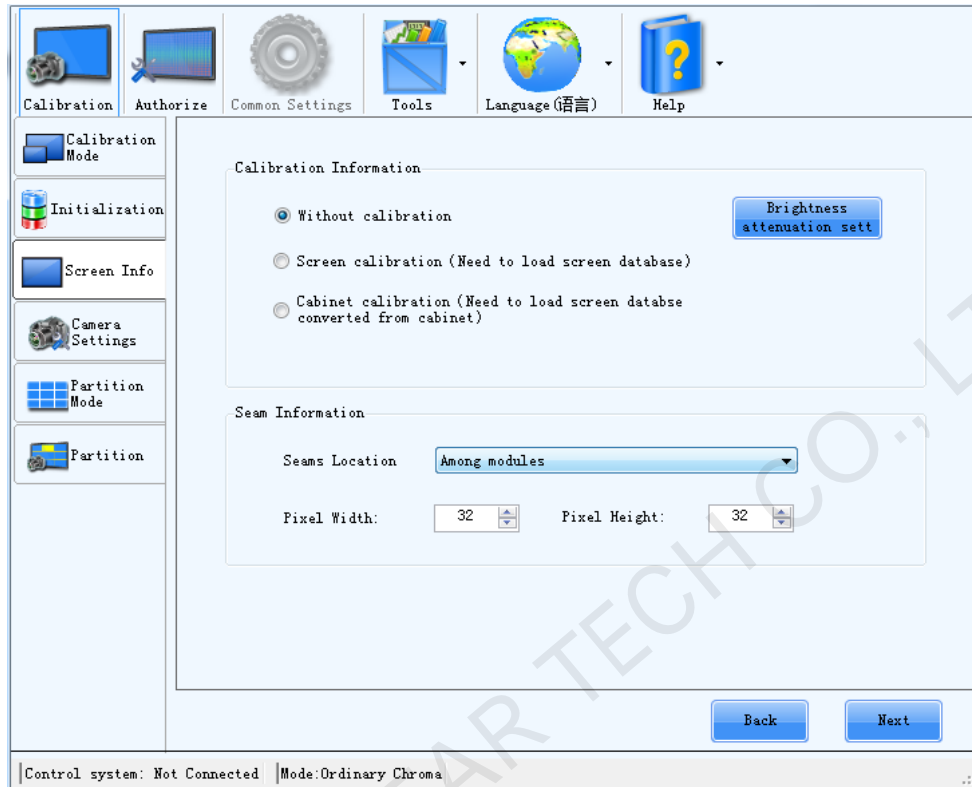 Calibration
Authorize
Common Settings
Tools
Language(语言)
Help
Calibration
Mode
Initialization
Screen Info
Camera
Settings
Partition
Mode
Partition
Calibration Information
Without calibration
Brightness
attenuation sett
Screen calibration (Need to load screen database)
Cabinet calibration (Need to load screen databse
converted from cabinet)
Seam Information
Seams Location
Among modules
Pixel Width:
32
Pixel Height:
32
Back
Next
Control system: Not Connected
Mode:Ordinary Chroma
TECH CO.,